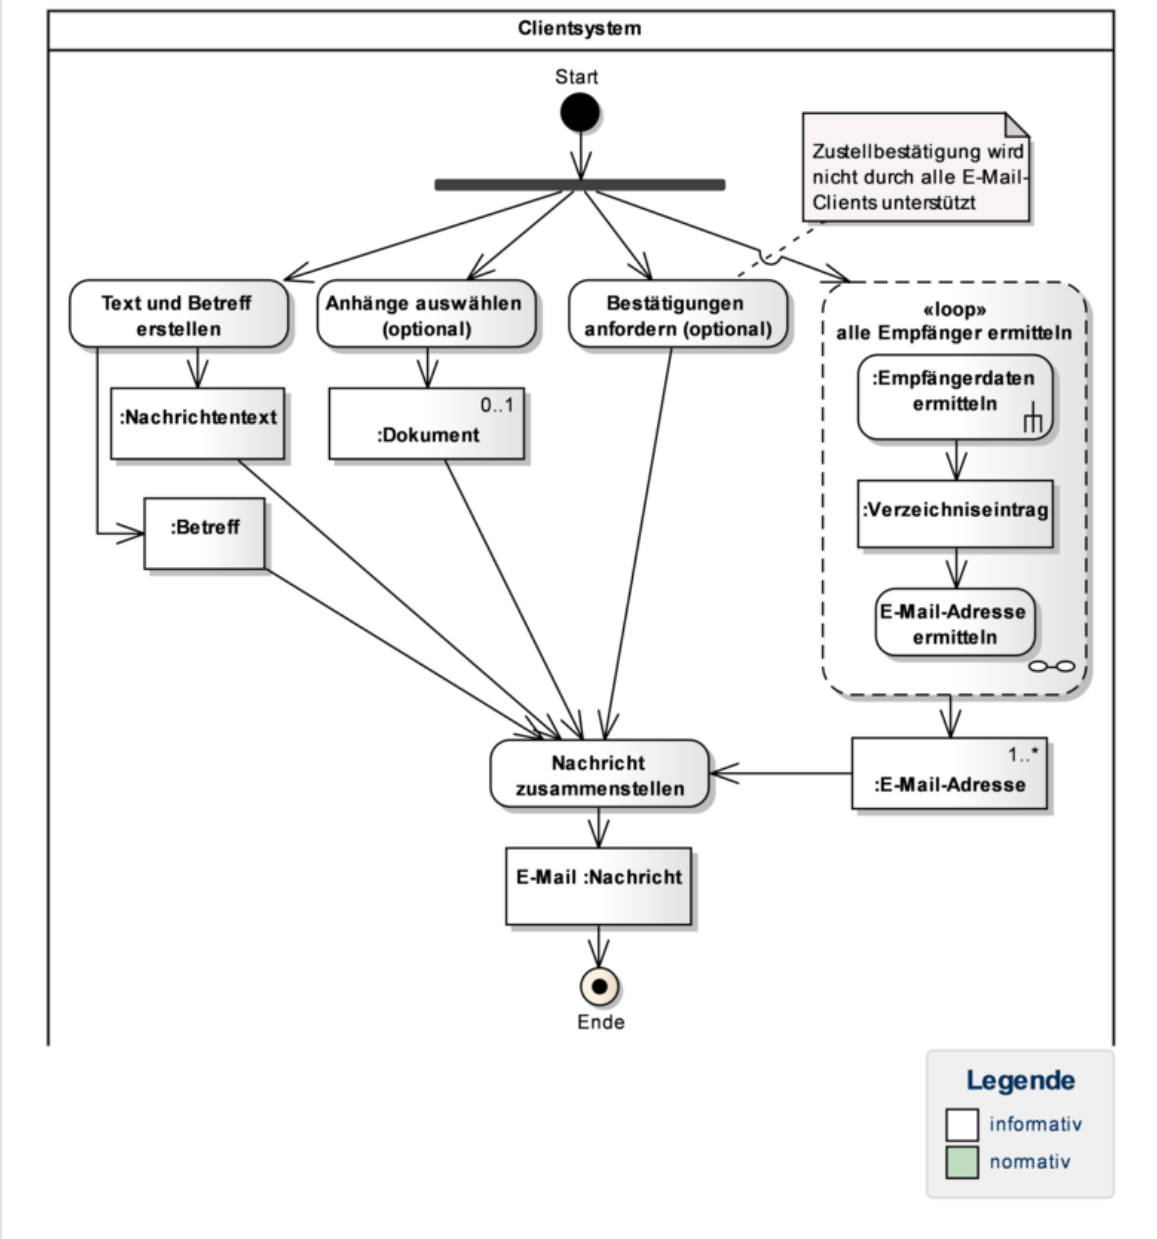 Clientsystem
Start
Zustellbestätigung wird
nicht durch alle E-Mail-
Clients unterstützt
Text und Betreff
erstellen
Anhänge auswählen
(optional)
Bestätigungen
anfordern (optional)
«loop»
alle Empfänger ermitteln
:Empfängerdaten
ermitteln
:Nachrichtentext
0..1
:Dokument
:Verzeichniseintrag
:Betreff
E-Mail-Adresse
ermitteln
Nachricht
zusammenstellen
1..*
:E-Mail-Adresse
E-Mail :Nachricht
Ende
Legende
informativ
normativ